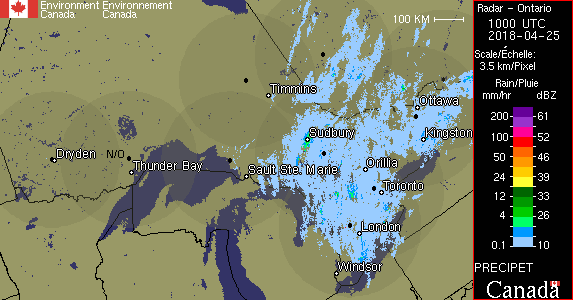 Environment Environnement
Canada Canada
100 KM
Timmins
Ottawa
Sudbury
Kingston
Dryden
N/O
Thunder Bay
Sault Ste. Marie
Orillia
Toronto
London
Windsor
Radar - Ontario
1000 UTC
2018-04-25
Scale/Échelle:
3.5 km/Pixel
Rain/Pluie
mm/hr dBZ
200 61
100 52
50 46
24 39
12 33
4 26
0.1 10
PRECIPET
Canada